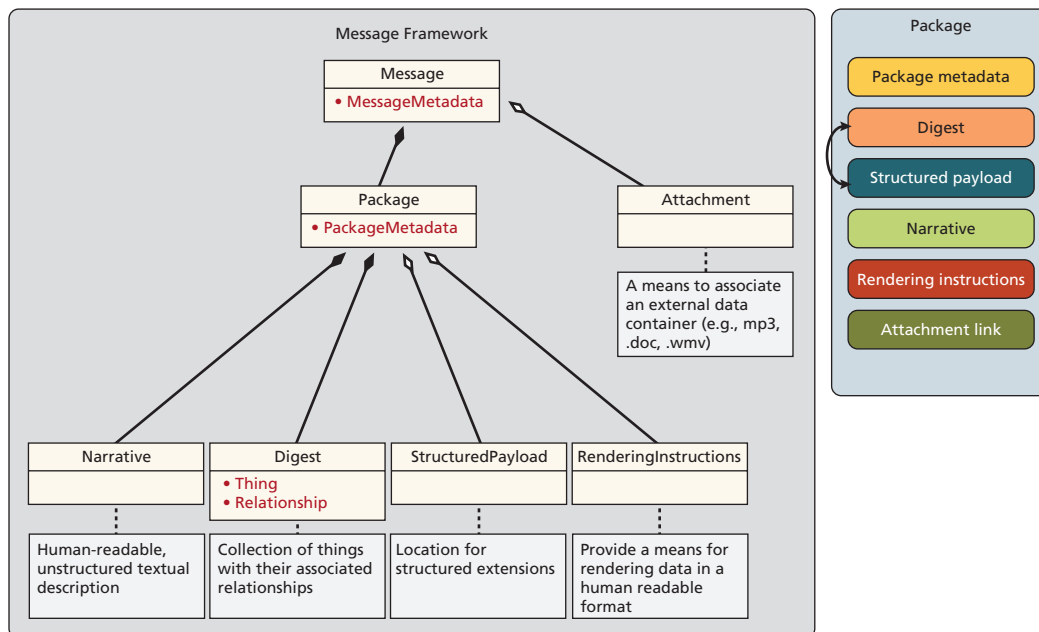 Message Framework
Message
• MessageMetadata
Package
• PackageMetadata
Attachment
A means to associate
an external data
container (e.g., mp3,
.doc, .wmv)
Narrative
Human-readable,
unstructured textual
description
Digest
• Thing
• Relationship
Collection of things
with their associated
relationships
StructuredPayload
Location for
structured extensions
RenderingInstructions
Provide a means for
rendering data in a
human readable
format
Package
Package metadata
Digest
Structured payload
Narrative
Rendering instructions
Attachment link